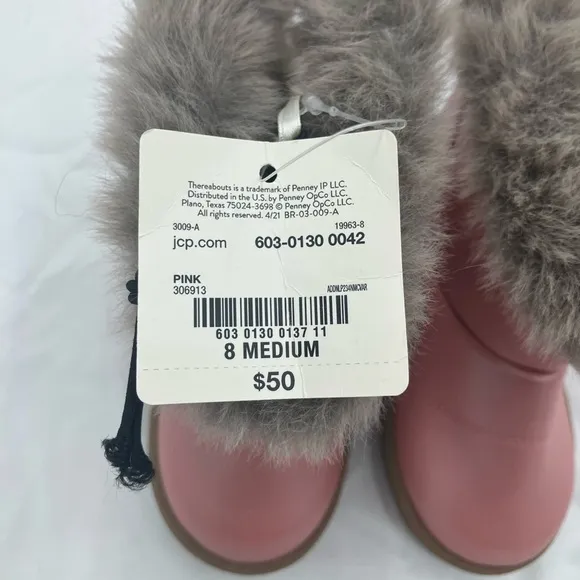 Thereabouts is a trademark of Penney IP LLC.
Distributed in the U.S. by Penney OpCo LLC.
Plano, Texas 75024-3698 © Penney OpCo LLC.
All rights reserved. 4/21 BR-03-009-A
3009-A 19963-8
jcp.com 603-0130 0042
PINK
306913 ADDNLP234NMCVAR
603 0130 0137 11
8 MEDIUM
$50